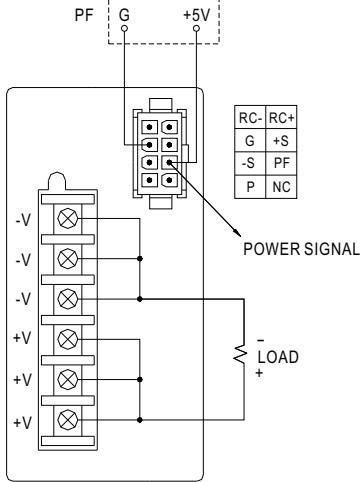 PF G +5V
RC- RC+
G +S
-S PF
P NC
POWER SIGNAL
-V
-V
-V
+V
+V
+V
-
LOAD
+